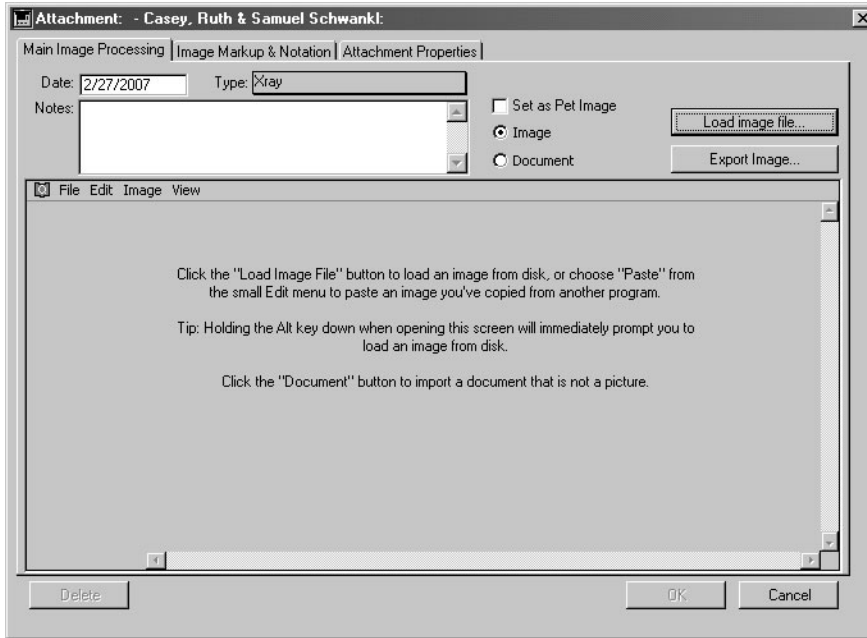 Attachment: - Casey, Ruth & Samuel Schwankl:
Main Image Processing Image Markup & Notation Attachment Properties
Date: 2/27/2007 Type: Xray
Notes:
Set as Pet Image
Image
Document
Load image file...
Export Image...
File Edit Image View
Click the "Load Image File" button to load an image from disk, or choose "Paste" from
the small Edit menu to paste an image you've copied from another program.
Tip: Holding the Alt key down when opening this screen will immediately prompt you to
load an image from disk.
Click the "Document" button to import a document that is not a picture.
Delete OK Cancel